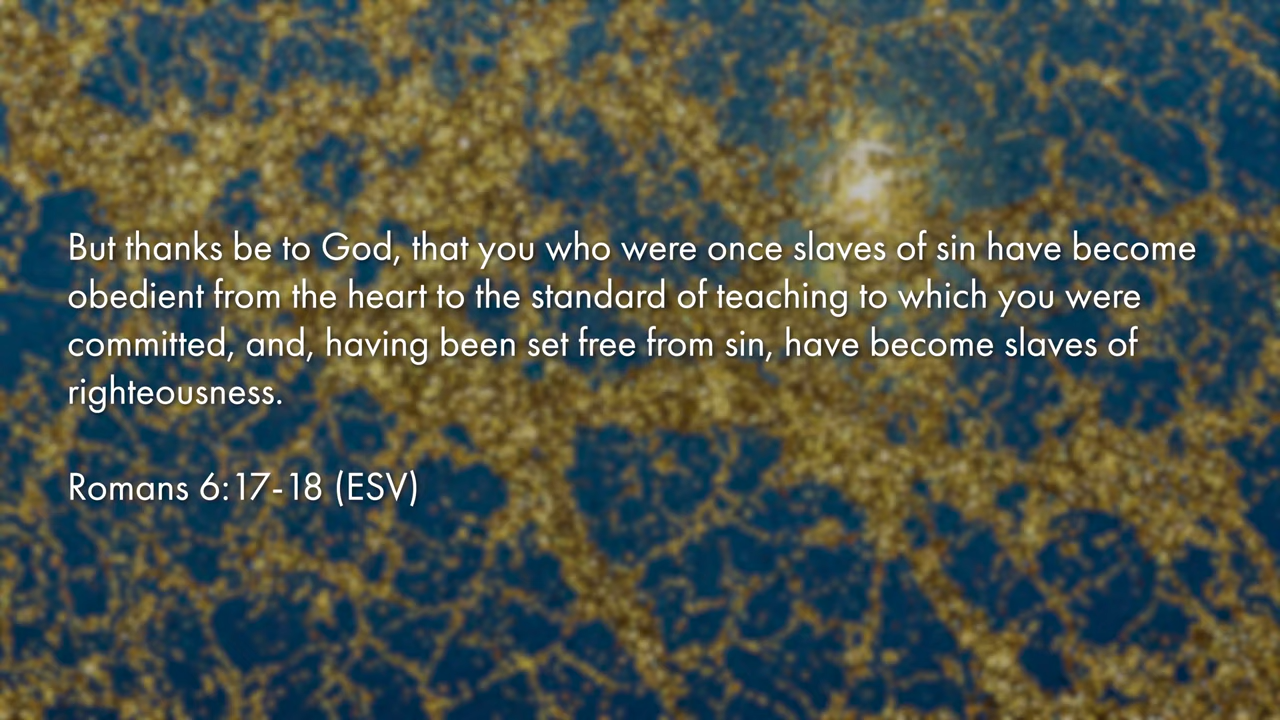 But thanks be to God, that you who were once slaves of sin have become
obedient from the heart to the standard of teaching to which you were
committed, and, having been set free from sin, have become slaves of
righteousness.
Romans 6:17-18 (ESV)